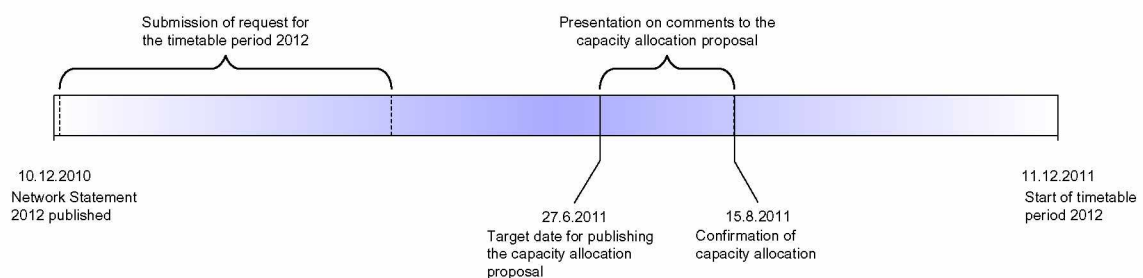 Submission of request for
the timetable period 2012
Presentation on comments to the
capacity allocation proposal
10.12.2010
Network Statement
2012 published
27.6.2011
Target date for publishing
the capacity allocation
proposal
15.8.2011
Confirmation of
capacity allocation
11.12.2011
Start of timetable
period 2012